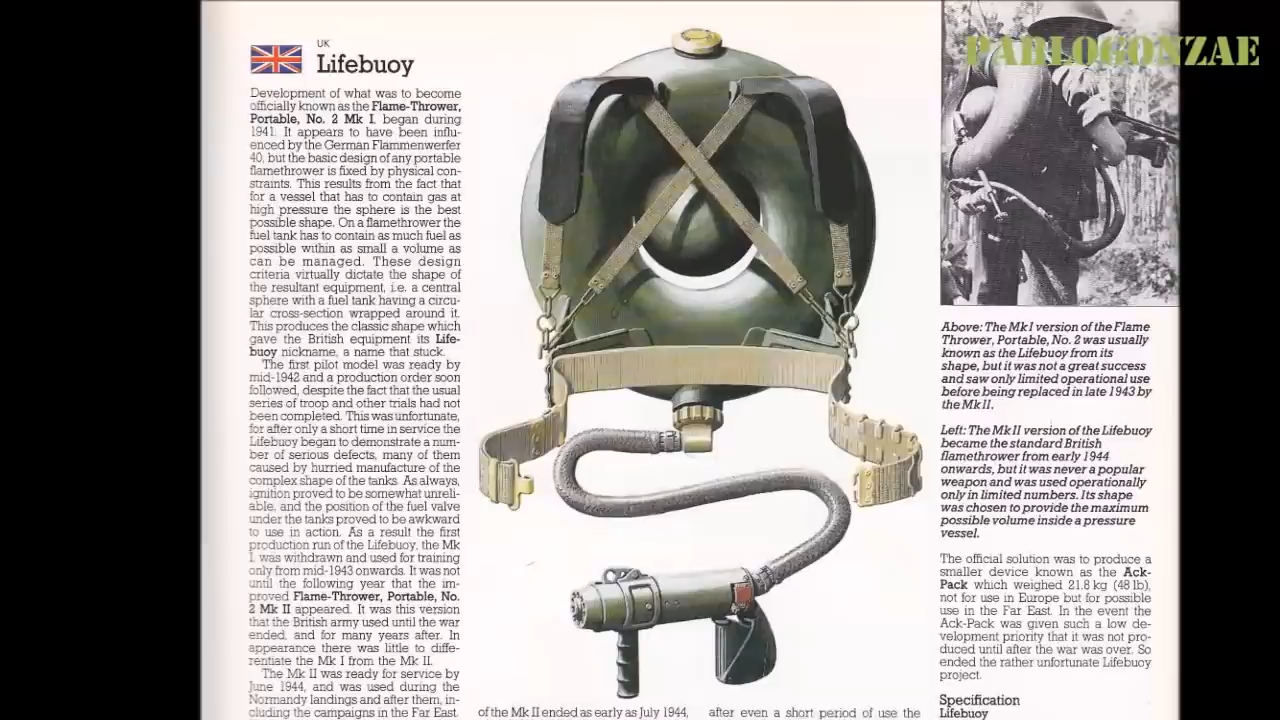 PABLOGONZAE
UK
Lifebuoy
Development of what was to become
officially known as the Flame-Thrower,
Portable, No. 2 Mk I, began during
1941. It appears to have been influ-
enced by the German Flammenwerfer
40, but the basic design of any portable
flamethrower is fixed by physical con-
straints. This results from the fact that
for a vessel that has to contain gas at
high pressure the sphere is the best
possible shape. On a flamethrower the
fuel tank has to contain as much fuel as
possible within as small a volume as
can be managed. These design
criteria virtually dictate the shape of
the resultant equipment, i.e. a central
sphere with a fuel tank having a circu-
lar cross-section wrapped around it.
This produces the classic shape which
gave the British equipment its Life-
buoy nickname, a name that stuck.
The first pilot model was ready by
mid-1942 and a production order soon
followed, despite the fact that the usual
series of troop and other trials had not
been completed. This was unfortunate,
for after only a short time in service the
Lifebuoy began to demonstrate a num-
ber of serious defects, many of them
caused by hurried manufacture of the
complex shape of the tanks. As always,
ignition proved to be somewhat unreli-
able, and the position of the fuel valve
under the tanks proved to be awkward
to use in action. As a result the first
production run of the Lifebuoy, the Mk
I, was withdrawn and used for training
only from mid-1943 onwards. It was not
until the following year that the im-
proved Flame-Thrower, Portable, No.
2 Mk II appeared. It was this version
that the British army used until the war
ended, and for many years after. In
appearance there was little to diffe-
rentiate the Mk I from the Mk II.
The Mk II was ready for service by
June 1944, and was used during the
Normandy landings and after them, in-
cluding the campaigns in the Far East.
of the Mk II ended as early as July 1944,
after even a short period of use the
Above: The Mk I version of the Flame
Thrower, Portable, No. 2 was usually
known as the Lifebuoy from its
shape, but it was not a great success
and saw only limited operational use
before being replaced in late 1943 by
the Mk II.
Left: The Mk II version of the Lifebuoy
became the standard British
flamethrower from early 1944
onwards, but it was never a popular
weapon and was used operationally
only in limited numbers. Its shape
was chosen to provide the maximum
possible volume inside a pressure
vessel.
The official solution was to produce a
smaller device known as the Ack-
Pack which weighed 21.8 kg (48 lb),
not for use in Europe but for possible
use in the Far East. In the event the
Ack-Pack was given such a low de-
velopment priority that it was not pro-
duced until after the war was over. So
ended the rather unfortunate Lifebuoy
project.
Specification
Lifebuoy